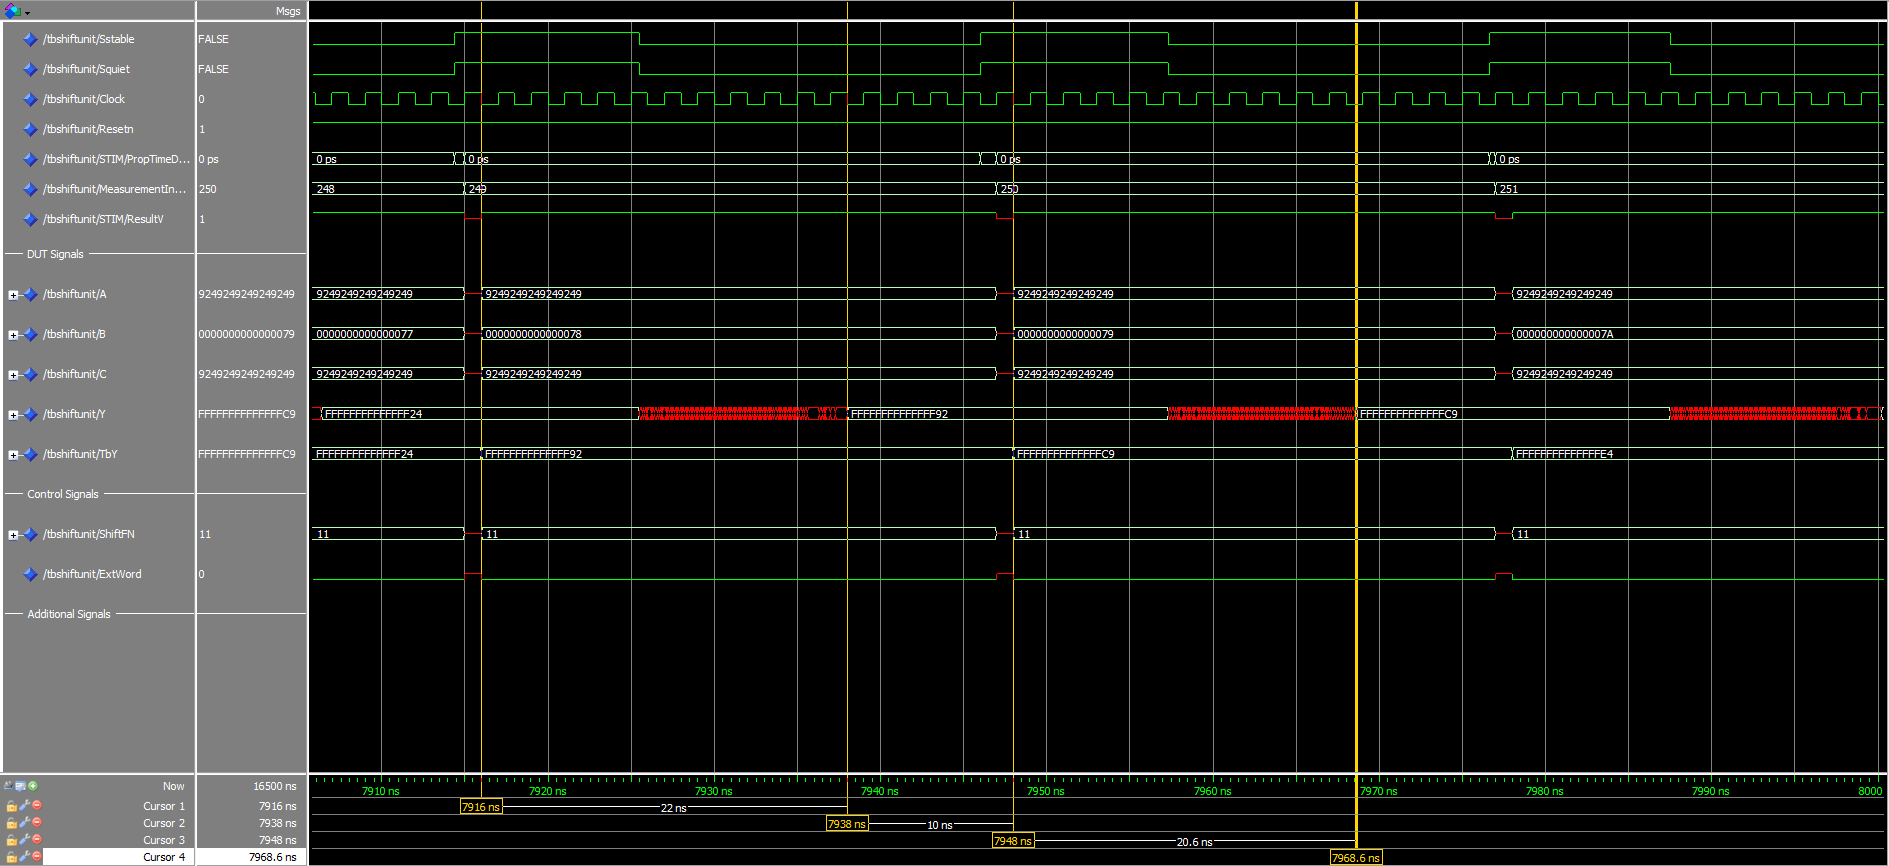 Msgs
/tbshiftunit/Sstable FALSE
/tbshiftunit/Squiet FALSE
/tbshiftunit/Clock 0
/tbshiftunit/Resetn 1
/tbshiftunit/STIM/PropTimeD... 0 ps 0 ps 0 ps 0 ps 0 ps
/tbshiftunit/MeasurementIn... 250 248 249 250 251
/tbshiftunit/STIM/ResultV 1
DUT Signals
/tbshiftunit/A 9249249249249249 9249249249249249 9249249249249249 9249249249249249 9249249249249249
/tbshiftunit/B 0000000000000079 0000000000000077 0000000000000078 0000000000000079 000000000000007A
/tbshiftunit/C 9249249249249249 9249249249249249 9249249249249249 9249249249249249 9249249249249249
/tbshiftunit/Y FFFFFFFFFFFFFFC9 FFFFFFFFFFFFFF24 FFFFFFFFFFFFFF92 FFFFFFFFFFFFFFC9
/tbshiftunit/TbY FFFFFFFFFFFFFFC9 FFFFFFFFFFFFFF24 FFFFFFFFFFFFFF92 FFFFFFFFFFFFFFC9 FFFFFFFFFFFFFFE4
Control Signals
/tbshiftunit/ShiftFN 11 11 11 11 11
/tbshiftunit/ExtWord 0
Additional Signals
Now 16500 ns 7910 ns 7920 ns 7930 ns 7940 ns 7950 ns 7960 ns 7970 ns 7980 ns 7990 ns 8000
Cursor 1 7916 ns 7916 ns 22 ns
Cursor 2 7938 ns 7938 ns 10 ns
Cursor 3 7948 ns 7948 ns 20.6 ns
Cursor 4 7968.6 ns 7968.6 ns